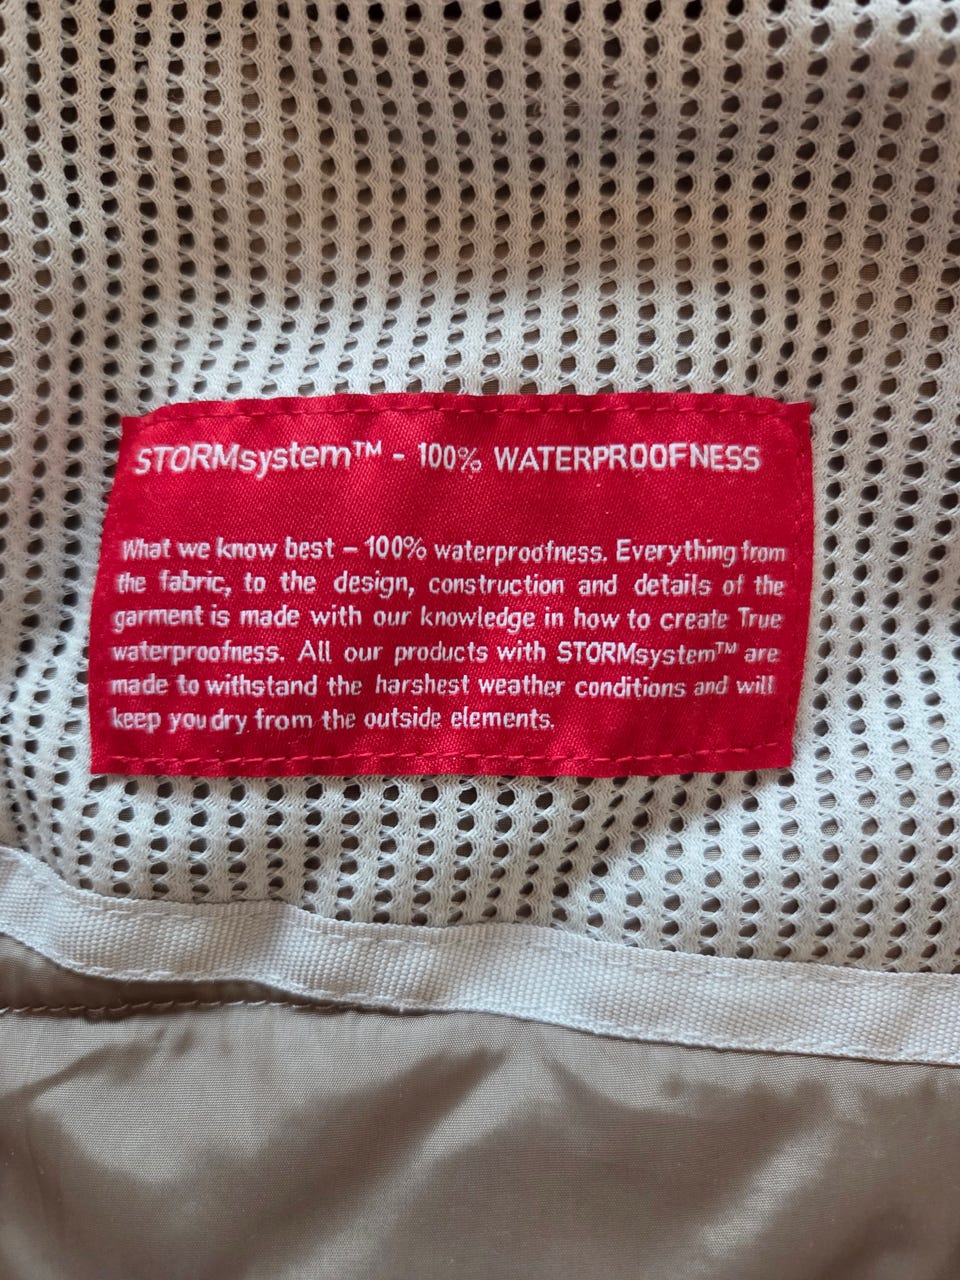 STORMsystem™ - 100% WATERPROOFNESS
What we know best – 100% waterproofness. Everything from
the fabric, to the design, construction and details of the
garment is made with our knowledge in how to create True
waterproofness. All our products with STORMsystem™ are
made to withstand the harshest weather conditions and will
keep you dry from the outside elements.